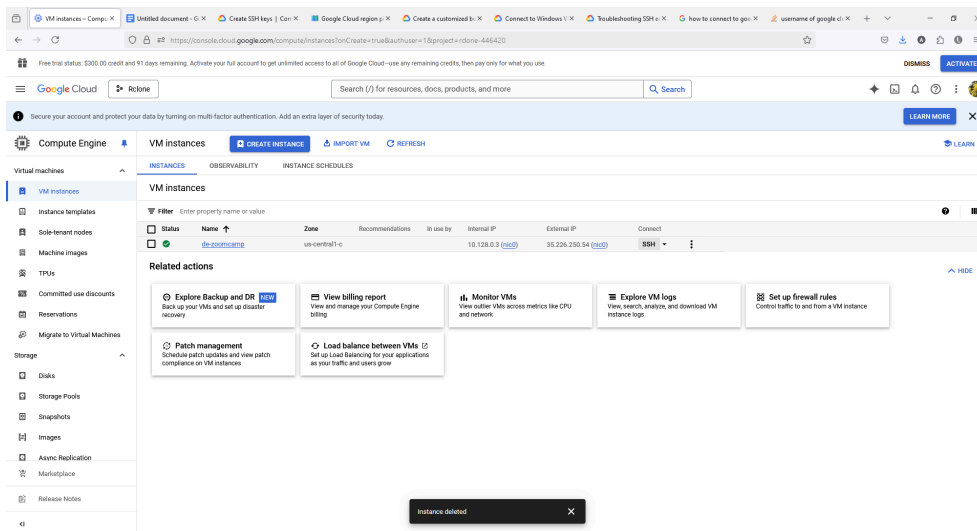 VM instances – Compu
Untitled document - G
Create SSH keys | Com
Google Cloud region pi
Create a customized b
Connect to Windows V
Troubleshooting SSH er
how to connect to goo
username of google clo
https://console.cloud.google.com/compute/instances?onCreate=true&authuser=1&project=rclone-446420
Free trial status: $300.00 credit and 91 days remaining. Activate your full account to get unlimited access to all of Google Cloud—use any remaining credits, then pay only for what you use.
DISMISS
ACTIVATE
Google Cloud
Rclone
Search (/) for resources, docs, products, and more
Search
Secure your account and protect your data by turning on multi-factor authentication. Add an extra layer of security today.
LEARN MORE
Compute Engine
VM instances
CREATE INSTANCE
IMPORT VM
REFRESH
LEARN
Virtual machines
VM instances
Instance templates
Sole-tenant nodes
Machine images
TPUs
Committed use discounts
Reservations
Migrate to Virtual Machines
Storage
Disks
Storage Pools
Snapshots
Images
Async Replication
Marketplace
Release Notes
INSTANCES
OBSERVABILITY
INSTANCE SCHEDULES
VM instances
Filter Enter property name or value
Status Name Zone Recommendations In use by Internal IP External IP Connect
de-zoomcamp us-central1-c 10.128.0.3 (nic0) 35.226.250.54 (nic0) SSH
Related actions
HIDE
Explore Backup and DR NEW
Back up your VMs and set up disaster
recovery
View billing report
View and manage your Compute Engine
billing
Monitor VMs
View outlier VMs across metrics like CPU
and network
Explore VM logs
View, search, analyze, and download VM
instance logs
Set up firewall rules
Control traffic to and from a VM instance
Patch management
Schedule patch updates and view patch
compliance on VM instances
Load balance between VMs
Set up Load Balancing for your applications
as your traffic and users grow
Instance deleted